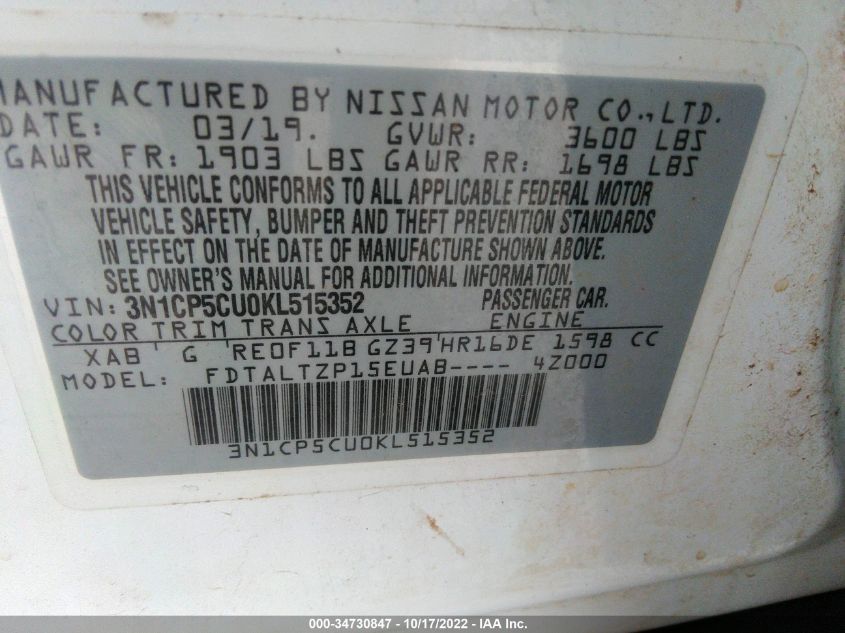 MANUFACTURED BY NISSAN MOTOR CO., LTD.
DATE: 03/19. GVWR: 3600 LBS
GAWR FR: 1903 LBS GAWR RR: 1698 LBS
THIS VEHICLE CONFORMS TO ALL APPLICABLE FEDERAL MOTOR
VEHICLE SAFETY, BUMPER AND THEFT PREVENTION STANDARDS
IN EFFECT ON THE DATE OF MANUFACTURE SHOWN ABOVE.
SEE OWNER'S MANUAL FOR ADDITIONAL INFORMATION.
VIN: 3N1CP5CU0KL515352 PASSENGER CAR.
COLOR TRIM TRANS AXLE ENGINE
XAB G RE0F11B GZ39 HR16DE 1598 CC
MODEL: FDTALTZP15EUAB---- 4Z000
3N1CP5CU0KL515352
000-34730847 - 10/17/2022 - IAA Inc.